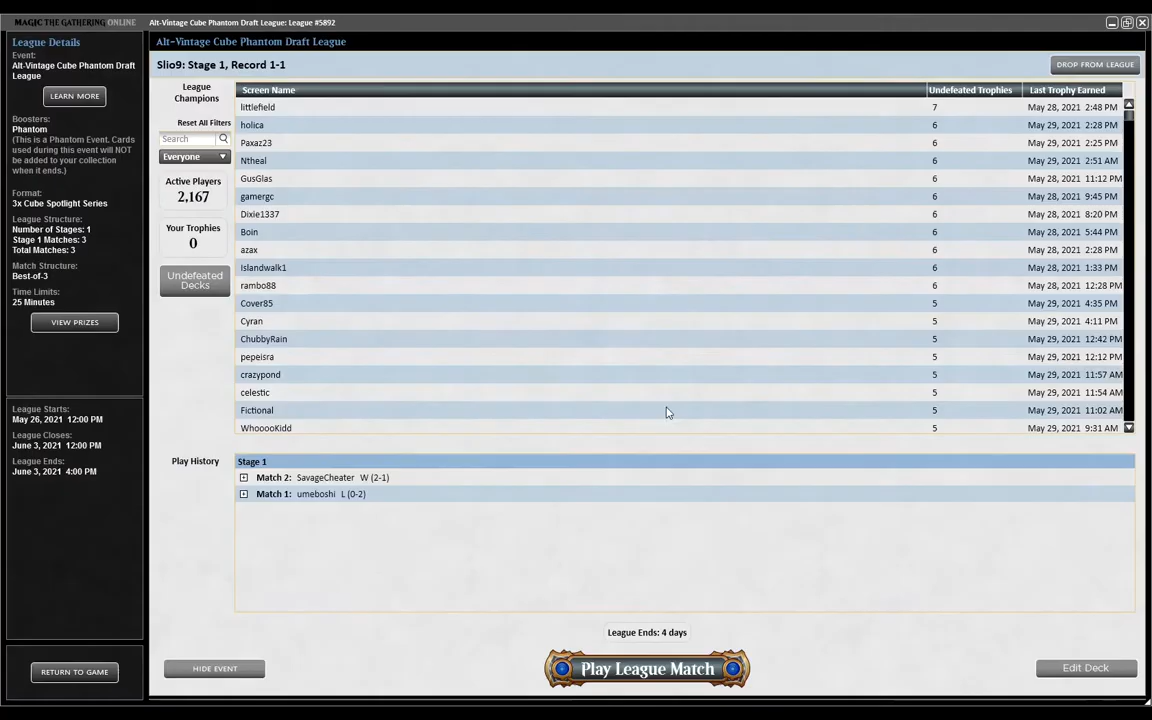 MAGIC THE GATHERING ONLINE
Alt-Vintage Cube Phantom Draft League: League #5892
League Details
Event:
Alt-Vintage Cube Phantom Draft
League
LEARN MORE
Boosters:
Phantom
(This is a Phantom Event. Cards
used during this event will NOT
be added to your collection
when it ends.)
Format:
3x Cube Spotlight Series
League Structure:
Number of Stages: 1
Stage 1 Matches: 3
Total Matches: 3
Match Structure:
Best-of-3
Time Limits:
25 Minutes
VIEW PRIZES
League Starts:
May 26, 2021 12:00 PM
League Closes:
June 3, 2021 12:00 PM
League Ends:
June 3, 2021 4:00 PM
RETURN TO GAME
Alt-Vintage Cube Phantom Draft League
Slio9: Stage 1, Record 1-1
DROP FROM LEAGUE
League
Champions
Reset All Filters
Search
Everyone
Active Players
2,167
Your Trophies
0
Undefeated
Decks
Screen Name Undefeated Trophies Last Trophy Earned
littlefield 7 May 28, 2021 2:48 PM
holica 6 May 29, 2021 2:28 PM
Paxaz23 6 May 29, 2021 2:25 PM
Ntheal 6 May 29, 2021 2:51 AM
GusGlas 6 May 28, 2021 11:12 PM
gamergc 6 May 28, 2021 9:45 PM
Dixie1337 6 May 28, 2021 8:20 PM
Boin 6 May 28, 2021 5:44 PM
azax 6 May 28, 2021 2:28 PM
Islandwalk1 6 May 28, 2021 1:33 PM
rambo88 6 May 28, 2021 12:28 PM
Cover85 5 May 29, 2021 4:35 PM
Cyran 5 May 29, 2021 4:11 PM
ChubbyRain 5 May 29, 2021 12:42 PM
pepeisra 5 May 29, 2021 12:12 PM
crazypond 5 May 29, 2021 11:57 AM
celestic 5 May 29, 2021 11:54 AM
Fictional 5 May 29, 2021 11:02 AM
WhooooKidd 5 May 29, 2021 9:31 AM
Play History
Stage 1
Match 2: SavageCheater W (2-1)
Match 1: umeboshi L (0-2)
League Ends: 4 days
HIDE EVENT
Play League Match
Edit Deck